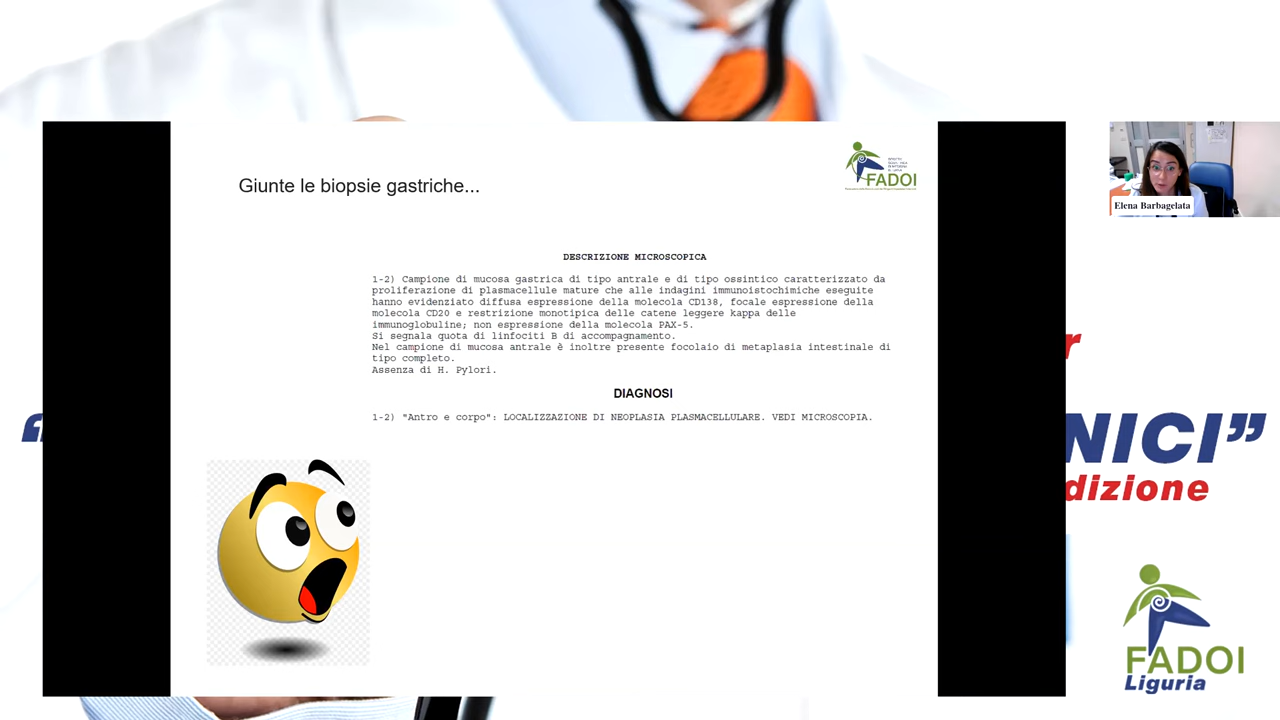 Giunte le biopsie gastriche...
FADOI
DESCRIZIONE MICROSCOPICA
1-2) Campione di mucosa gastrica di tipo antrale e di tipo ossintico caratterizzato da
proliferazione di plasmacellule mature che alle indagini immunoistochimiche eseguite
hanno evidenziato diffusa espressione della molecola CD138, focale espressione della
molecola CD20 e restrizione monotipica delle catene leggere kappa delle
immunoglobuline; non espressione della molecola PAX-5.
Si segnala quota di linfociti B di accompagnamento.
Nel campione di mucosa antrale è inoltre presente focolaio di metaplasia intestinale di
tipo completo.
Assenza di H. Pylori.
DIAGNOSI
1-2) "Antro e corpo": LOCALIZZAZIONE DI NEOPLASIA PLASMACELLULARE. VEDI MICROSCOPIA.
Elena Barbagelata
r
“
NICI”
dizione
FADOI
Liguria